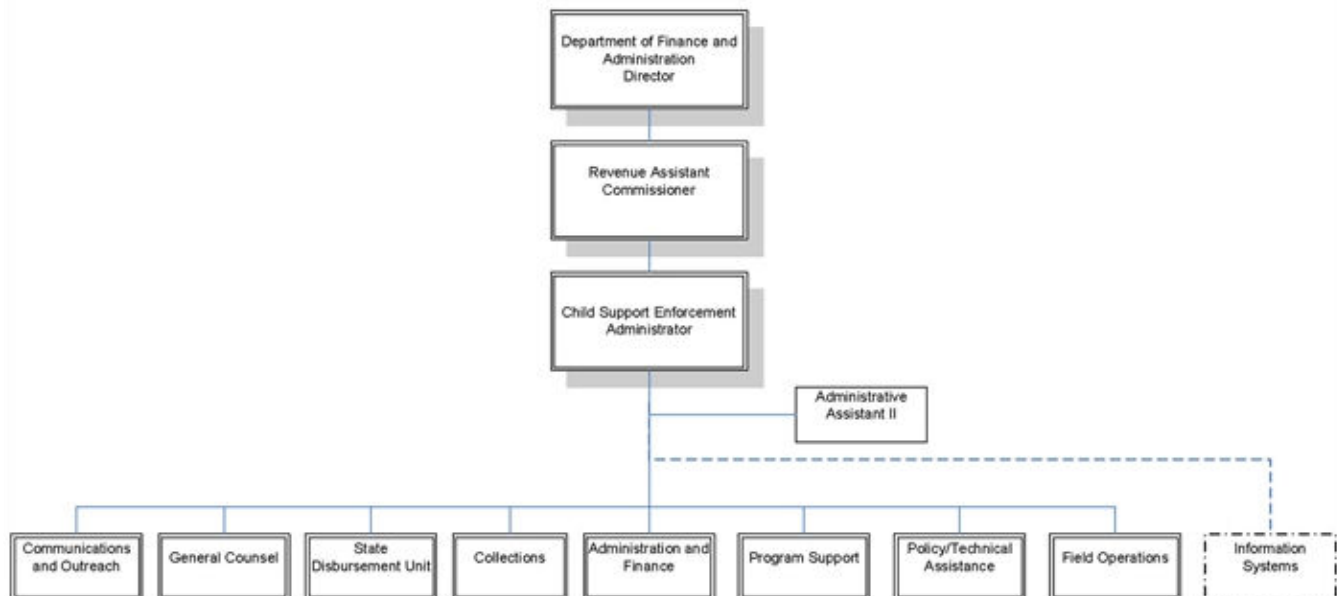 Department of Finance and
Administration
Director
Revenue Assistant
Commissioner
Child Support Enforcement
Administrator
Administrative
Assistant II
Communications
and Outreach
General Counsel
State
Disbursement Unit
Collections
Administration and
Finance
Program Support
Policy/Technical
Assistance
Field Operations
Information
Systems